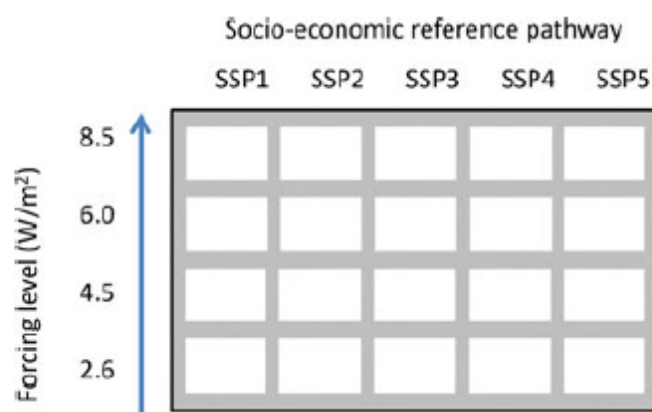 Socio-economic reference pathway
SSP1 SSP2 SSP3 SSP4 SSP5
Forcing level (W/m²)
8.5
6.0
4.5
2.6